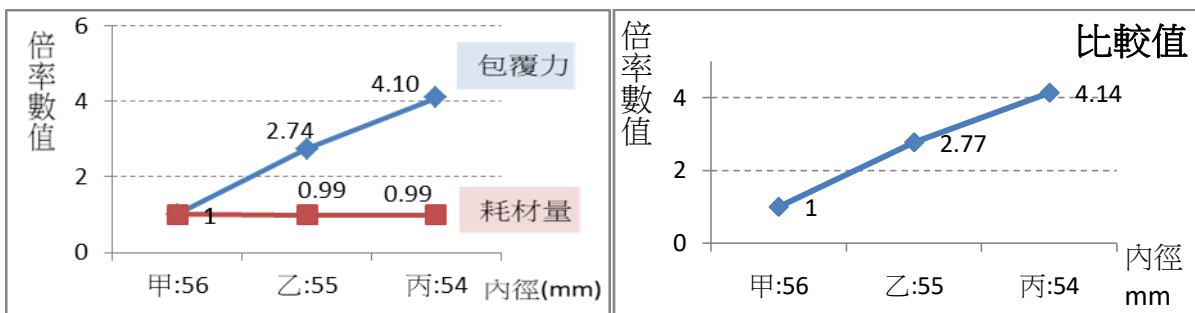 倍率數值
6
4
2
0
包覆力
4.10
2.74
0.99
0.99
1
耗材量
甲:56
乙:55
丙:54
內徑(mm)
倍率數值
比較值
4
2
0
4.14
2.77
1
甲:56
乙:55
丙:54
內徑
mm